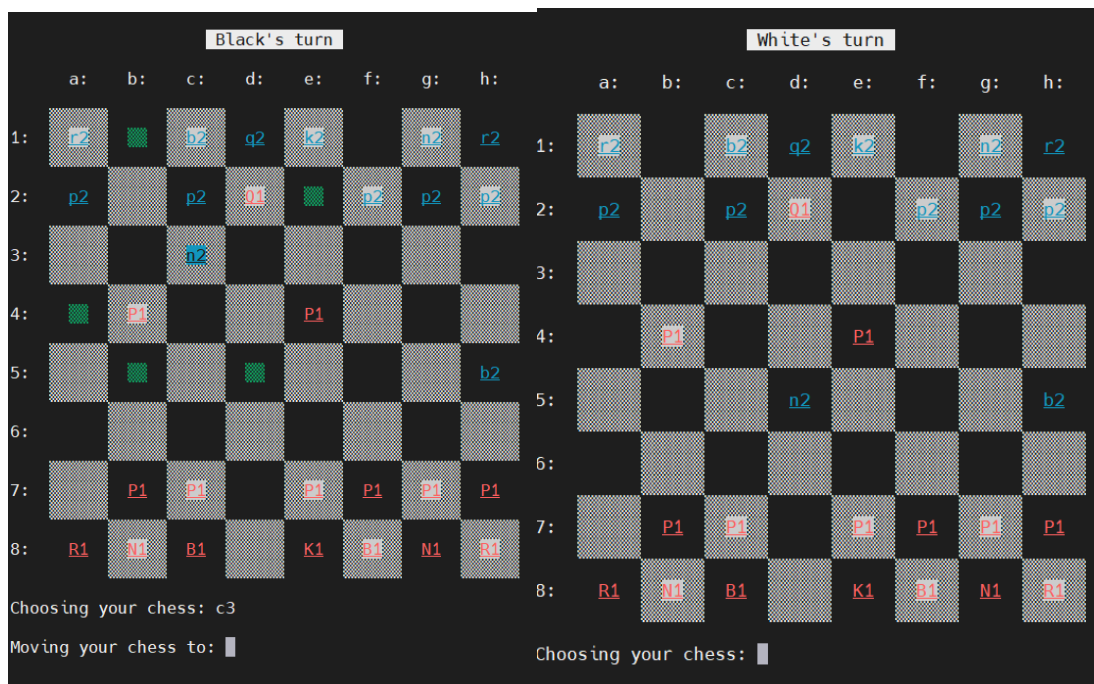 Black's turn
a: b: c: d: e: f: g: h:
1: r2 b2 q2 k2 n2 r2
2: p2 p2 Q1 p2 p2 p2
3: n2
4: P1 P1
5: b2
6:
7: P1 P1 P1 P1 P1 P1
8: R1 N1 B1 K1 B1 N1 R1
Choosing your chess: c3
Moving your chess to:
White's turn
a: b: c: d: e: f: g: h:
1: r2 b2 q2 k2 n2 r2
2: p2 p2 Q1 p2 p2 p2
3:
4: P1 P1
5: n2 b2
6:
7: P1 P1 P1 P1 P1 P1
8: R1 N1 B1 K1 B1 N1 R1
Choosing your chess: